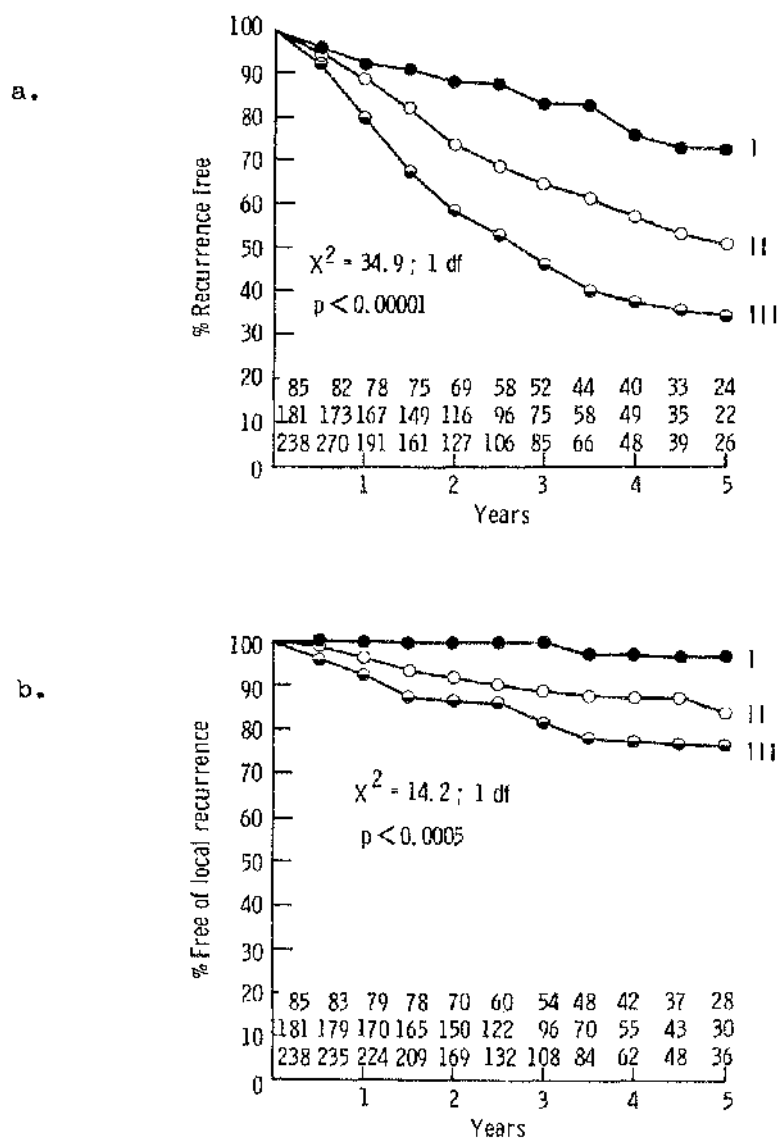 a.
100
90
80
70
60
50
40
30
20
10
0
% Recurrence free
I
II
III
X² = 34.9 ; 1 df
p < 0.00001
85 82 78 75 69 58 52 44 40 33 24
181 173 167 149 116 96 75 58 49 35 22
238 270 191 161 127 106 85 66 48 39 26
1 2 3 4 5
Years
b.
100
90
80
70
60
50
40
30
20
10
0
% Free of local recurrence
I
II
III
X² = 14.2 ; 1 df
p < 0.0005
85 83 79 78 70 60 54 48 42 37 28
181 179 170 165 150 122 96 70 55 43 30
238 235 224 209 169 132 108 84 62 48 36
1 2 3 4 5
Years